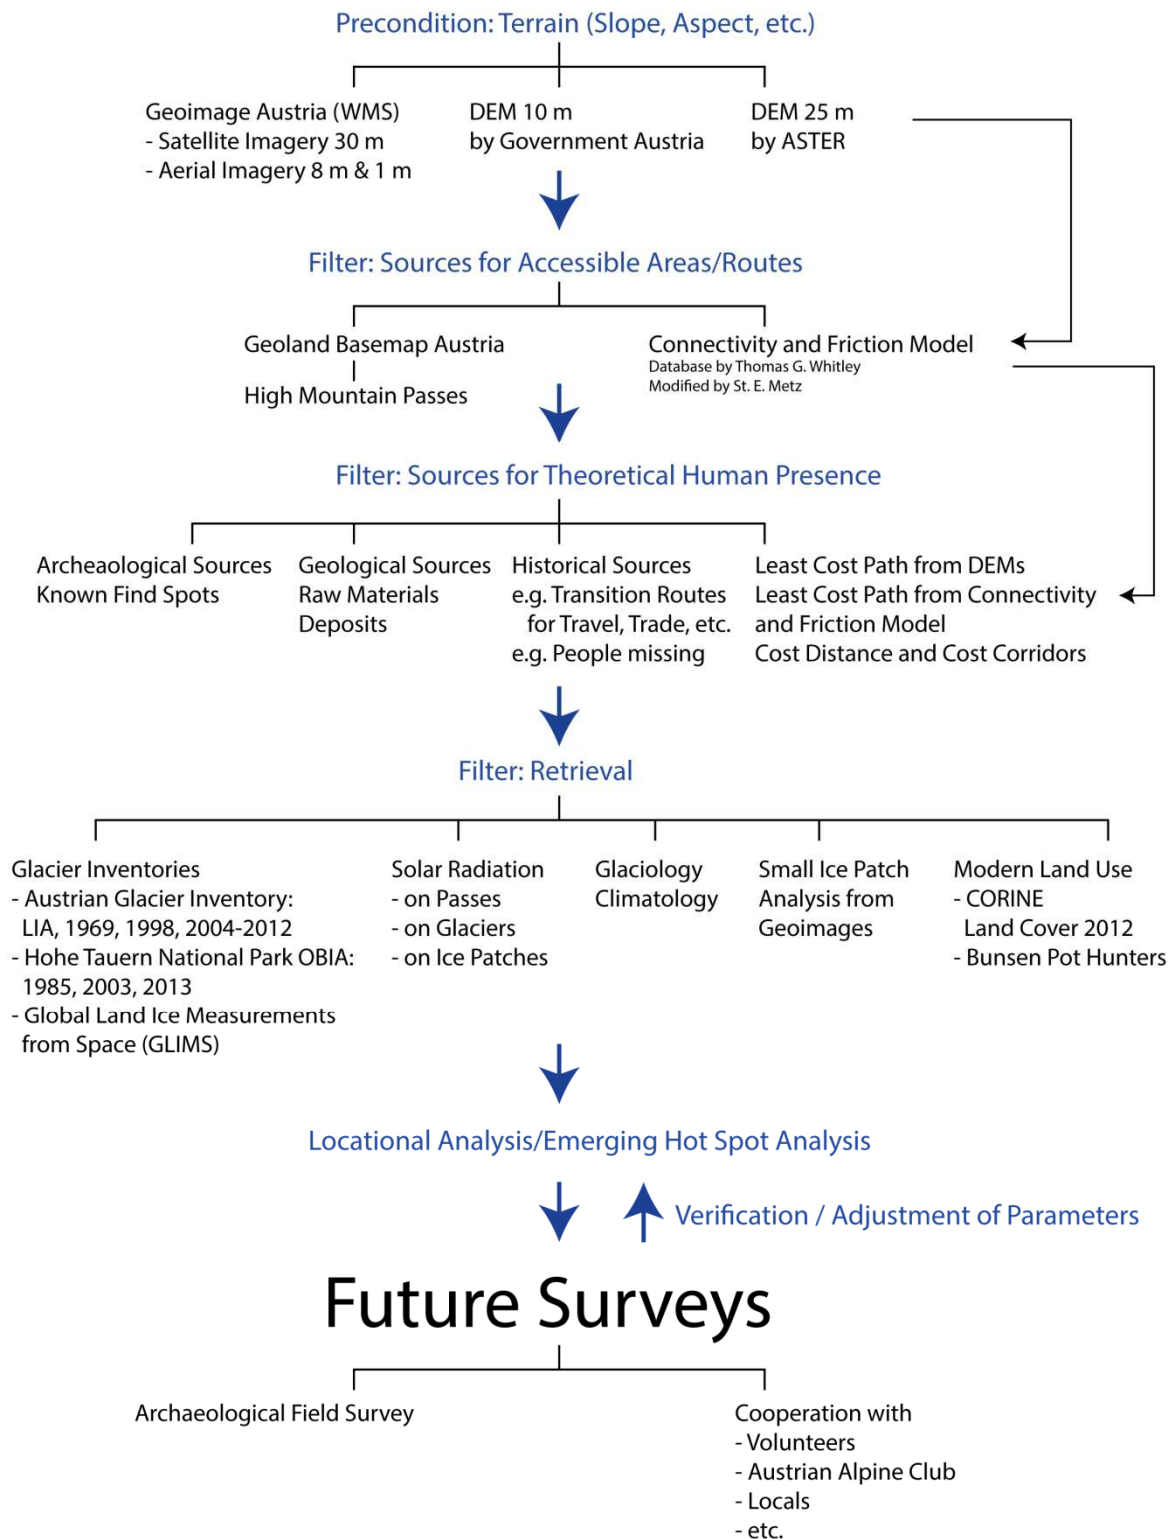 Precondition: Terrain (Slope, Aspect, etc.)
Geoimage Austria (WMS)
- Satellite Imagery 30 m
- Aerial Imagery 8 m & 1 m
DEM 10 m
by Government Austria
DEM 25 m
by ASTER
Filter: Sources for Accessible Areas/Routes
Geoland Basemap Austria
High Mountain Passes
Connectivity and Friction Model
Database by Thomas G. Whitley
Modified by St. E. Metz
Filter: Sources for Theoretical Human Presence
Archeaological Sources
Known Find Spots
Geological Sources
Raw Materials
Deposits
Historical Sources
e.g. Transition Routes
for Travel, Trade, etc.
e.g. People missing
Least Cost Path from DEMs
Least Cost Path from Connectivity
and Friction Model
Cost Distance and Cost Corridors
Filter: Retrieval
Glacier Inventories
- Austrian Glacier Inventory:
LIA, 1969, 1998, 2004-2012
- Hohe Tauern National Park OBIA:
1985, 2003, 2013
- Global Land Ice Measurements
from Space (GLIMS)
Solar Radiation
- on Passes
- on Glaciers
- on Ice Patches
Glaciology
Climatology
Small Ice Patch
Analysis from
Geoimages
Modern Land Use
- CORINE
Land Cover 2012
- Bunsen Pot Hunters
Locational Analysis/Emerging Hot Spot Analysis
Verification / Adjustment of Parameters
Future Surveys
Archaeological Field Survey
Cooperation with
- Volunteers
- Austrian Alpine Club
- Locals
- etc.